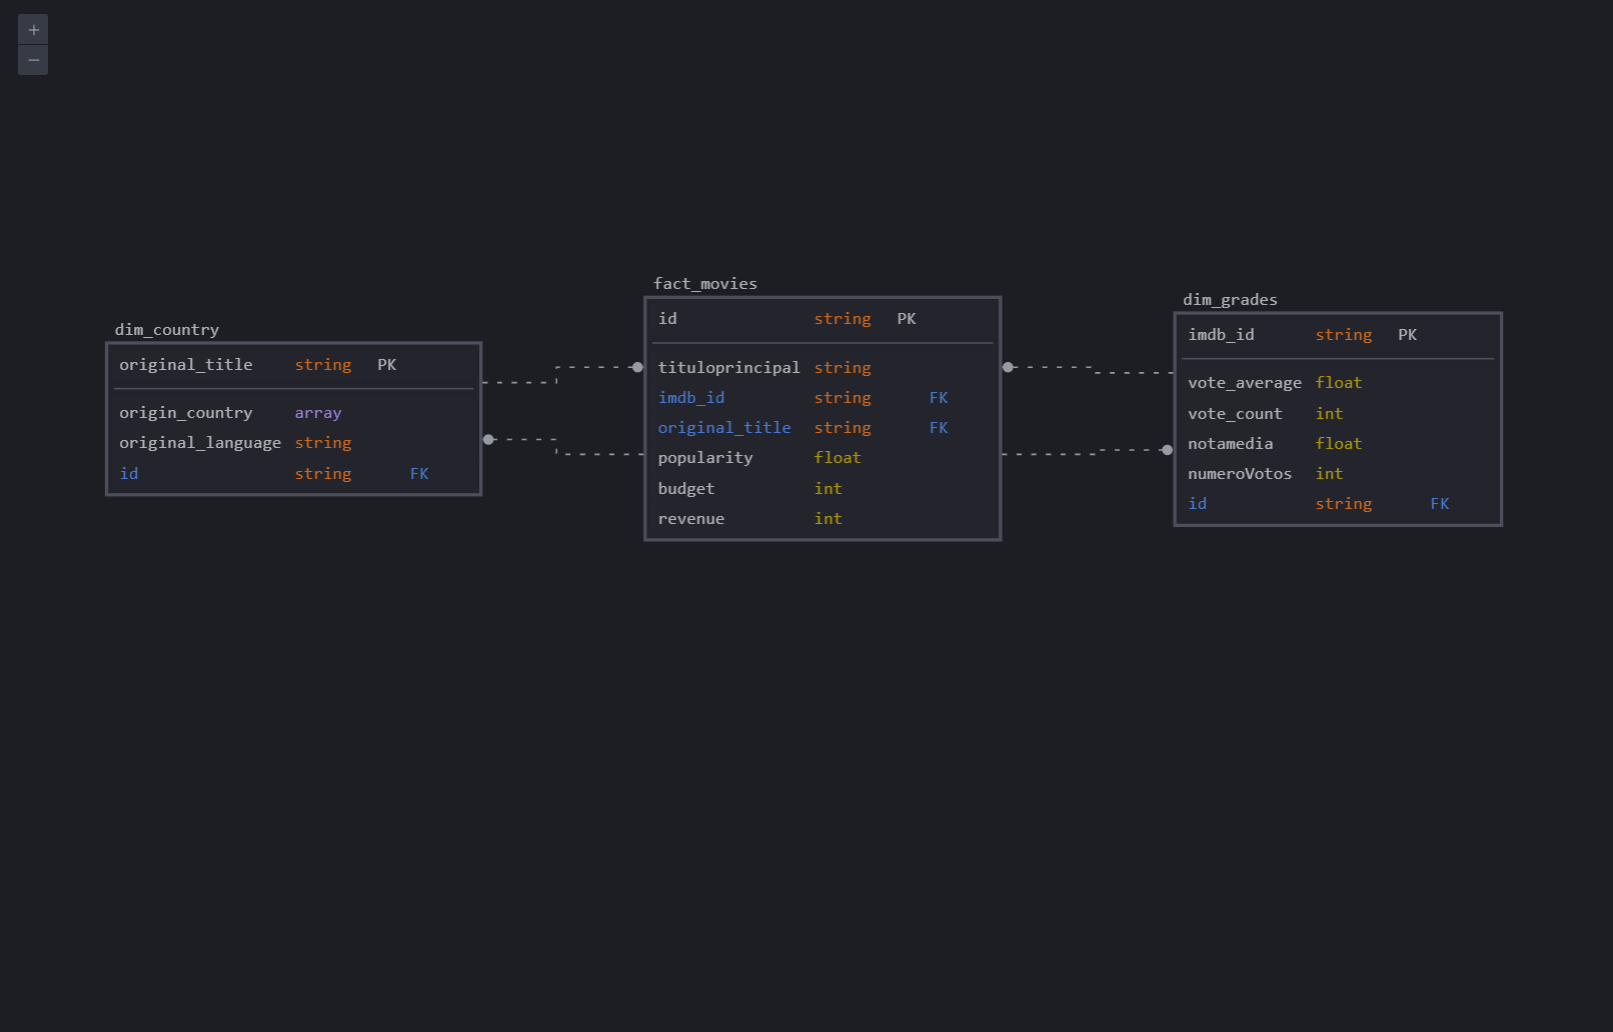 +
−
dim_country
original_title string PK
origin_country array
original_language string
id string FK
fact_movies
id string PK
tituloprincipal string
imdb_id string FK
original_title string FK
popularity float
budget int
revenue int
dim_grades
imdb_id string PK
vote_average float
vote_count int
notamedia float
numeroVotos int
id string FK